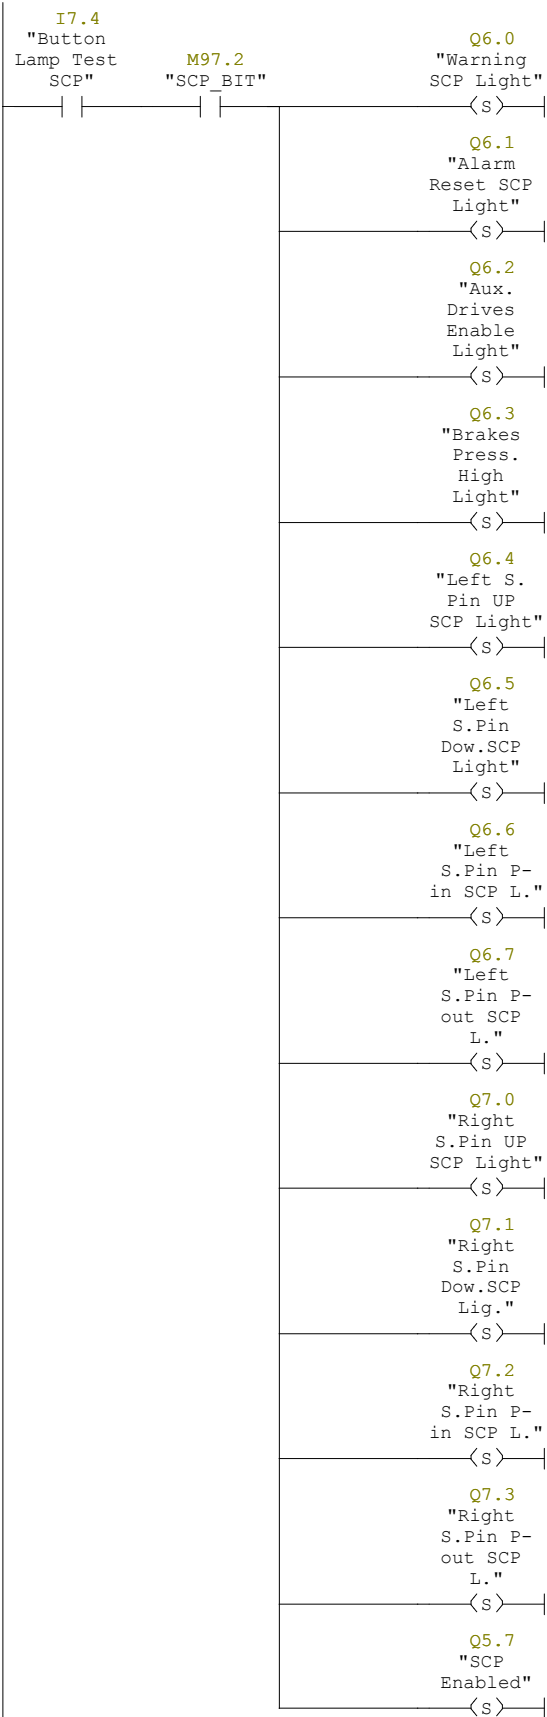 I7.4
"Button
Lamp Test
SCP"
M97.2
"SCP_BIT"
Q6.0
"Warning
SCP Light"
S
Q6.1
"Alarm
Reset SCP
Light"
S
Q6.2
"Aux.
Drives
Enable
Light"
S
Q6.3
"Brakes
Press.
High
Light"
S
Q6.4
"Left S.
Pin UP
SCP Light"
S
Q6.5
"Left
S.Pin
Dow.SCP
Light"
S
Q6.6
"Left
S.Pin P-
in SCP L."
S
Q6.7
"Left
S.Pin P-
out SCP
L."
S
Q7.0
"Right
S.Pin UP
SCP Light"
S
Q7.1
"Right
S.Pin
Dow.SCP
Lig."
S
Q7.2
"Right
S.Pin P-
in SCP L."
S
Q7.3
"Right
S.Pin P-
out SCP
L."
S
Q5.7
"SCP
Enabled"
S